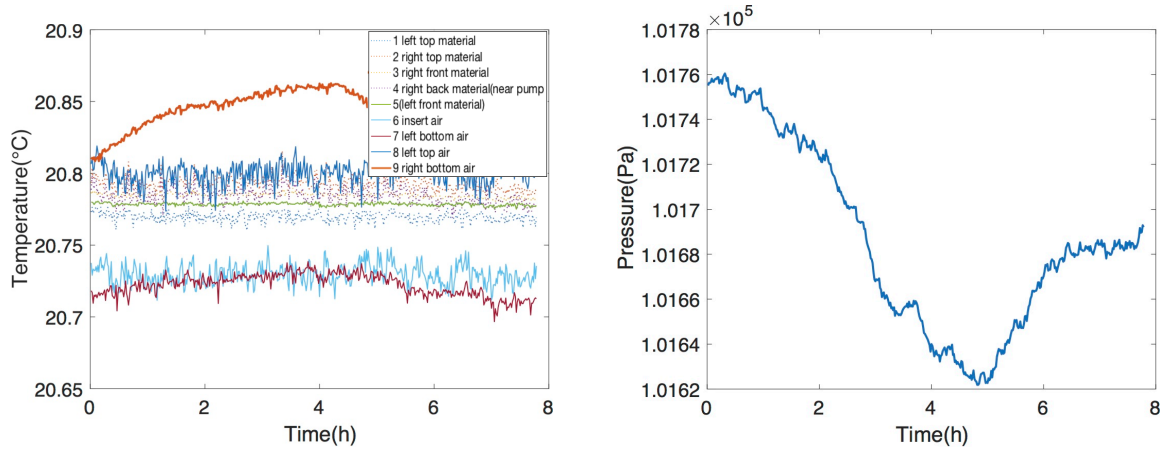 20.9
20.85
20.8
20.75
20.7
20.65
Temperature(°C)
1 left top material
2 right top material
3 right front material
4 right back material(near pump
5(left front material)
6 insert air
7 left bottom air
8 left top air
9 right bottom air
0 2 4 6 8
Time(h)
×10⁵
1.0178
1.0176
1.0174
1.0172
1.017
1.0168
1.0166
1.0164
1.0162
Pressure(Pa)
0 2 4 6 8
Time(h)